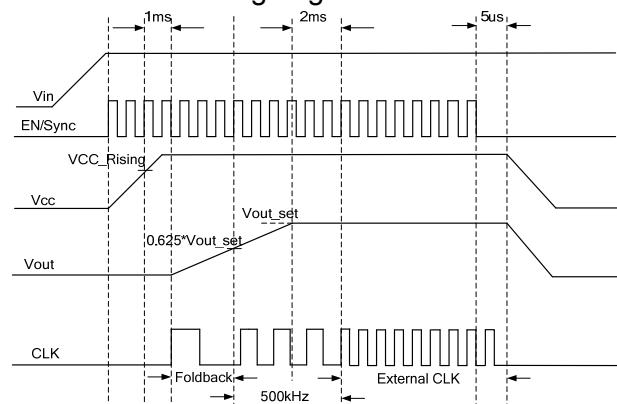 1ms
2ms
5us
Vin
EN/Sync
VCC_Rising
Vcc
Vout_set
0.625*Vout_set
Vout
CLK
Foldback
External CLK
500kHz